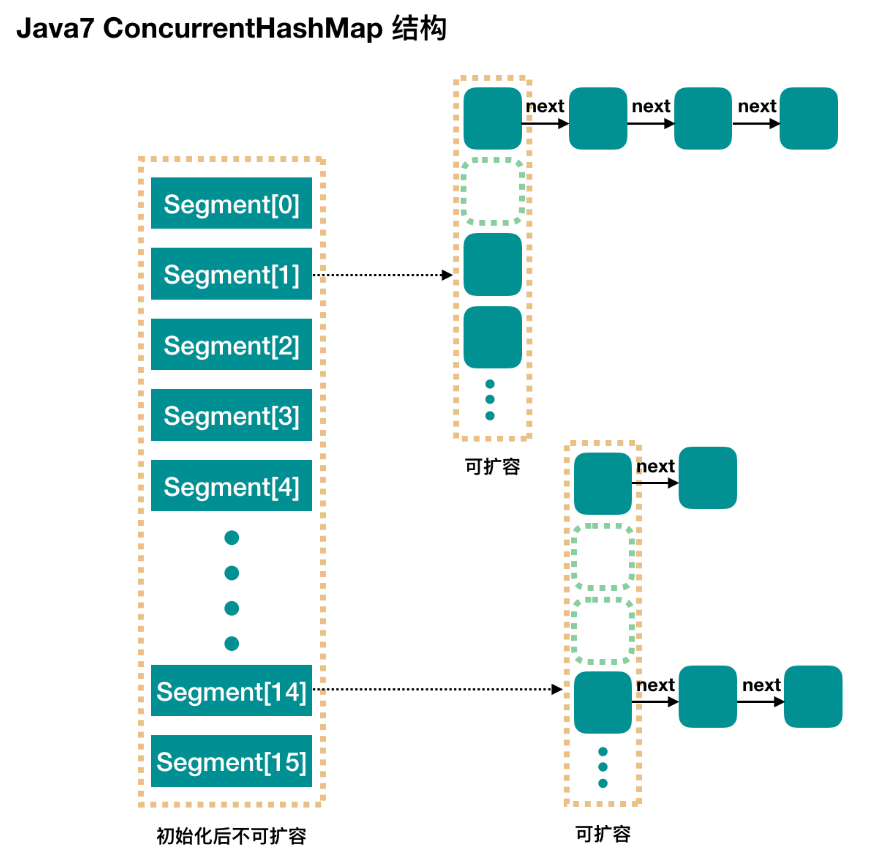 Java7 ConcurrentHashMap 结构
next next next
Segment[0]
Segment[1]
Segment[2]
Segment[3]
Segment[4]
Segment[14]
Segment[15]
初始化后不可扩容
可扩容
next
next next
可扩容